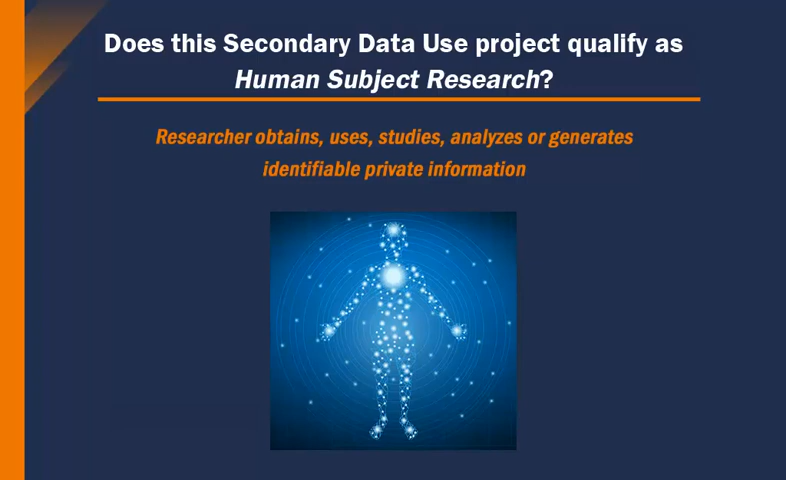 Does this Secondary Data Use project qualify as
Human Subject Research?
Researcher obtains, uses, studies, analyzes or generates
identifiable private information